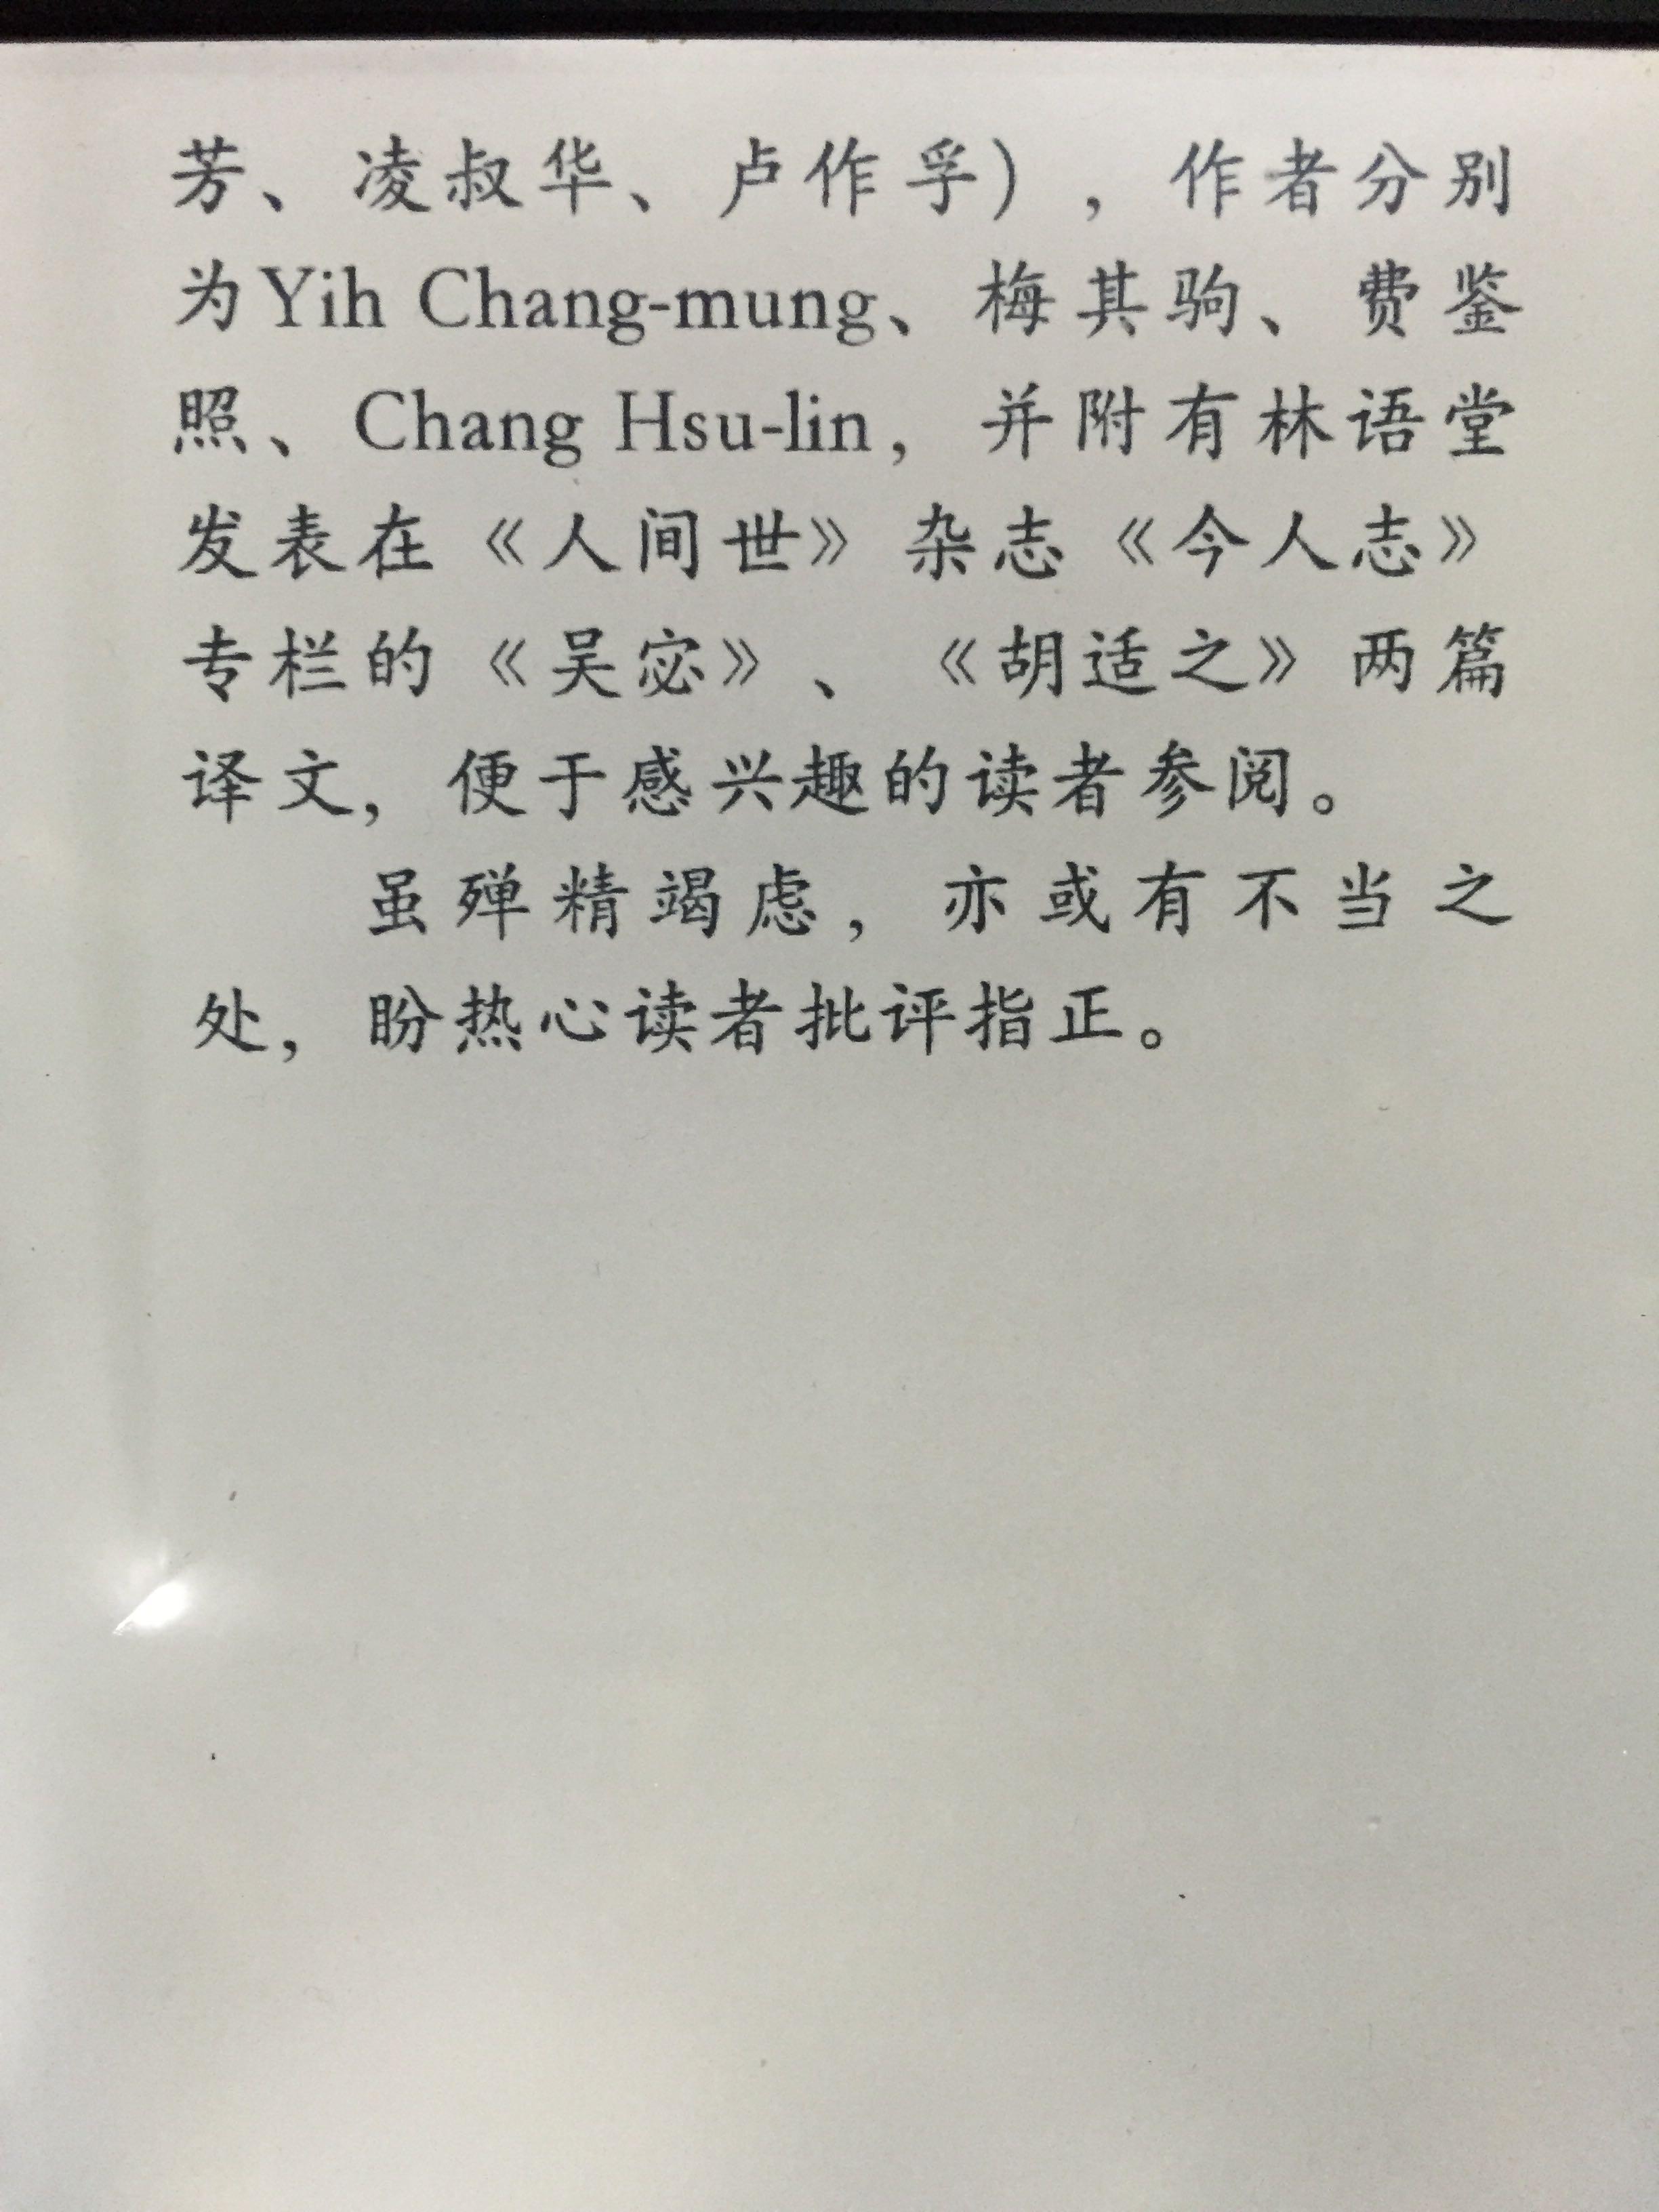 芳、凌叔华、卢作孚），作者分别
为Yih Chang-mung、梅其驹、费鉴
照、Chang Hsu-lin，并附有林语堂
发表在《人间世》杂志《今人志》
专栏的《吴宓》、《胡适之》两篇
译文，便于感兴趣的读者参阅。
虽殚精竭虑，亦或有不当之
处，盼热心读者批评指正。